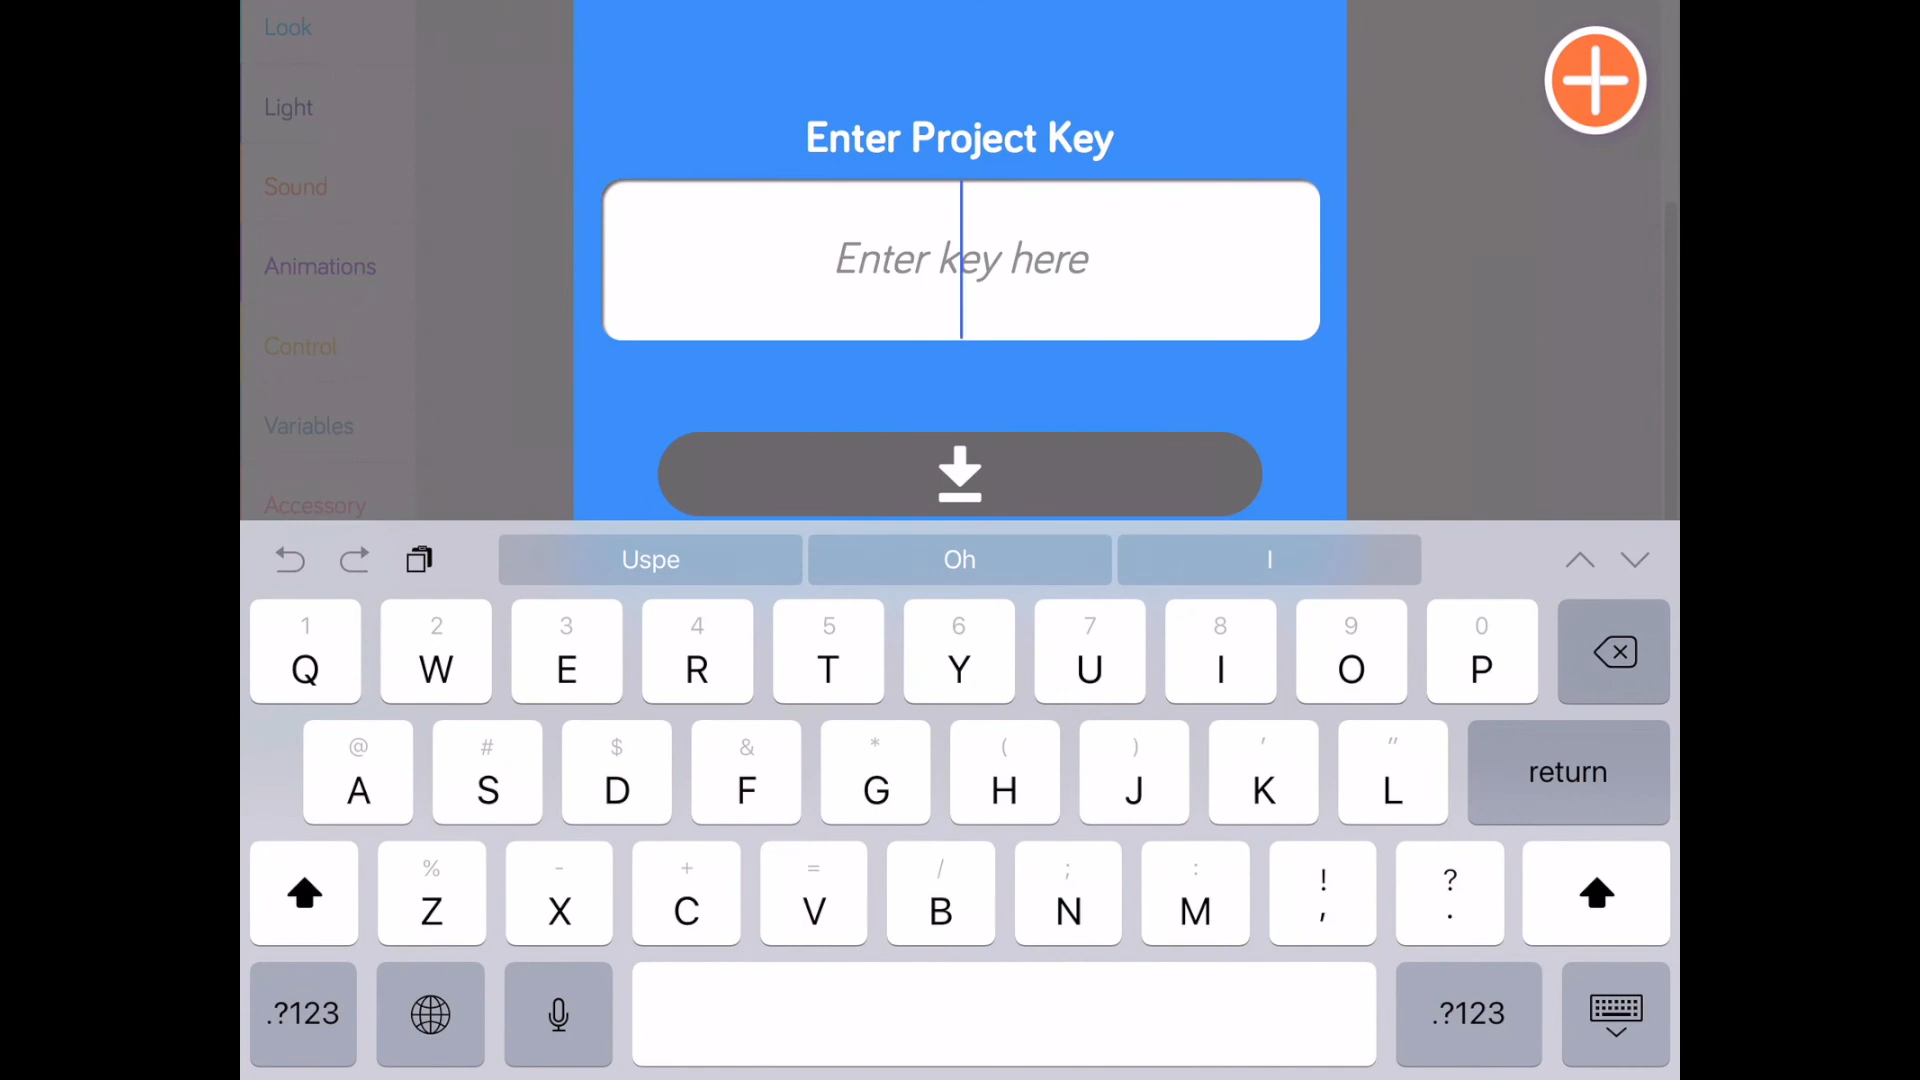 Look
Light
Sound
Animations
Control
Variables
Accessory
Enter Project Key
Enter key here
Uspe Oh I
1 2 3 4 5 6 7 8 9 0
Q W E R T Y U I O P
@ # $ & * ( ) ' "
A S D F G H J K L return
% - + = / ; : ! ?
Z X C V B N M , .
.?123 .?123